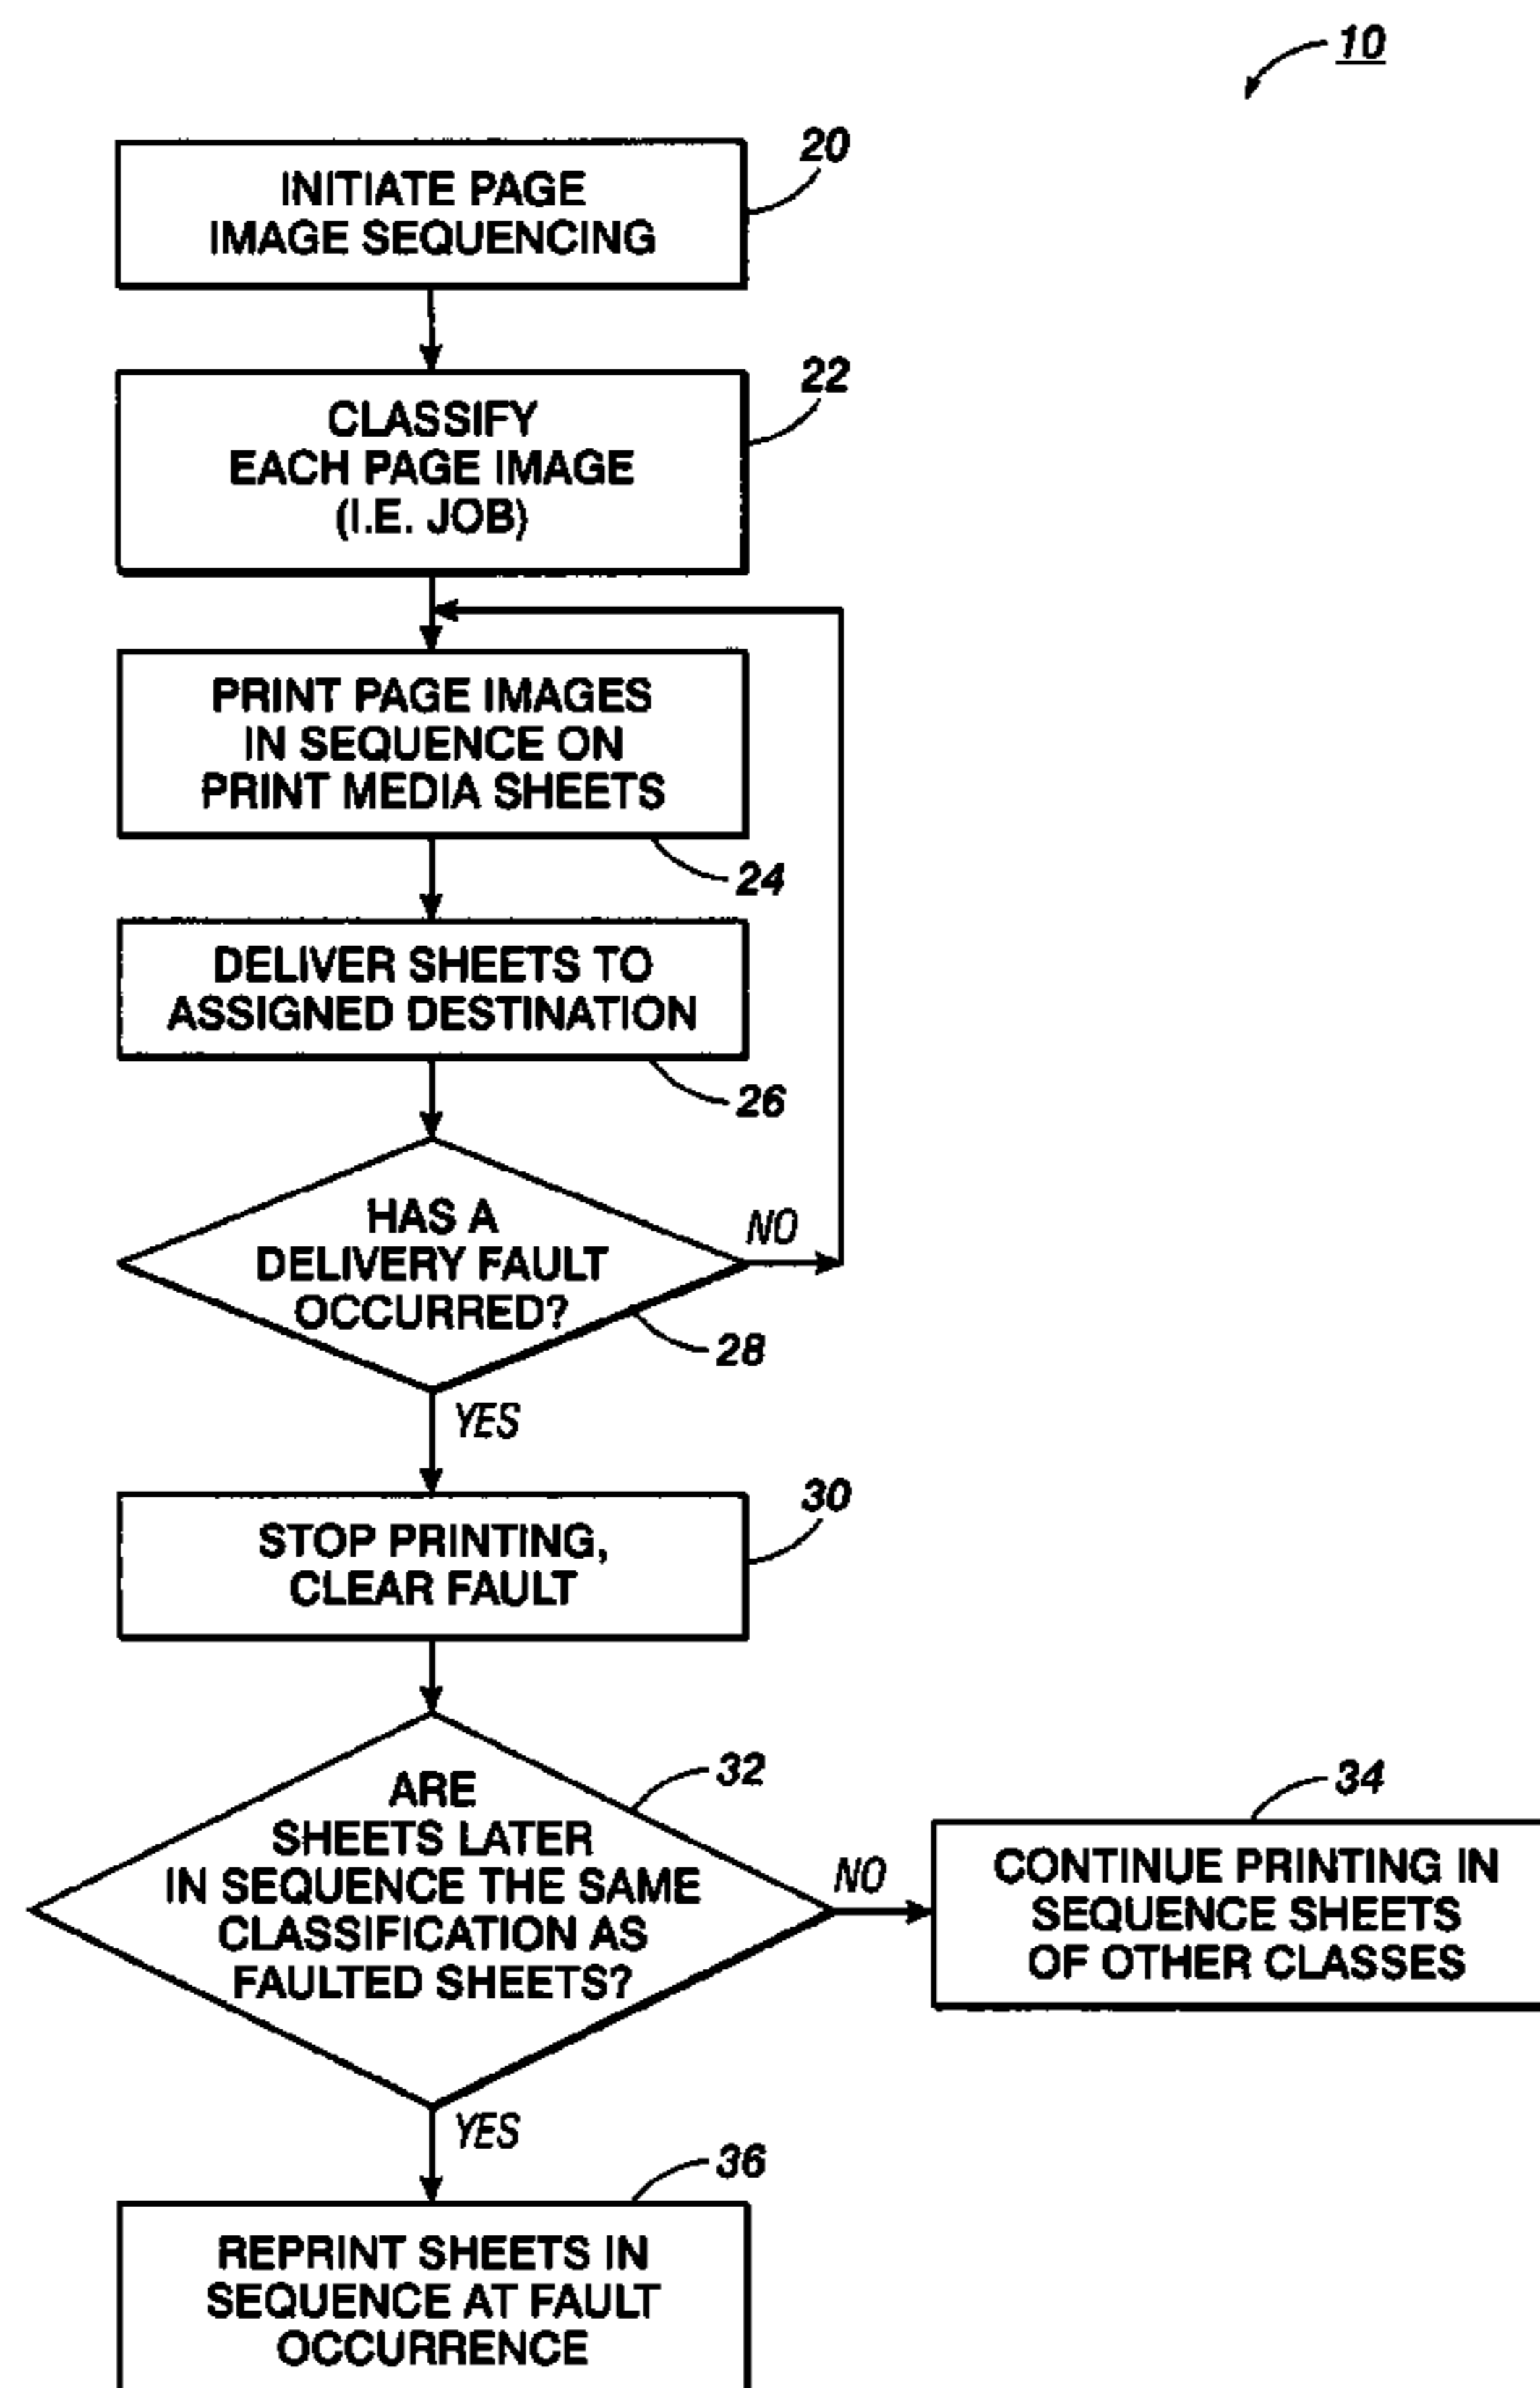 10
20
INITIATE PAGE
IMAGE SEQUENCING
22
CLASSIFY
EACH PAGE IMAGE
(I.E. JOB)
PRINT PAGE IMAGES
IN SEQUENCE ON
PRINT MEDIA SHEETS
24
DELIVER SHEETS TO
ASSIGNED DESTINATION
26
HAS A
DELIVERY FAULT
OCCURRED?
NO
28
YES
30
STOP PRINTING,
CLEAR FAULT
32
ARE
SHEETS LATER
IN SEQUENCE THE SAME
CLASSIFICATION AS
FAULTED SHEETS?
NO
34
CONTINUE PRINTING IN
SEQUENCE SHEETS
OF OTHER CLASSES
YES
36
REPRINT SHEETS IN
SEQUENCE AT FAULT
OCCURRENCE